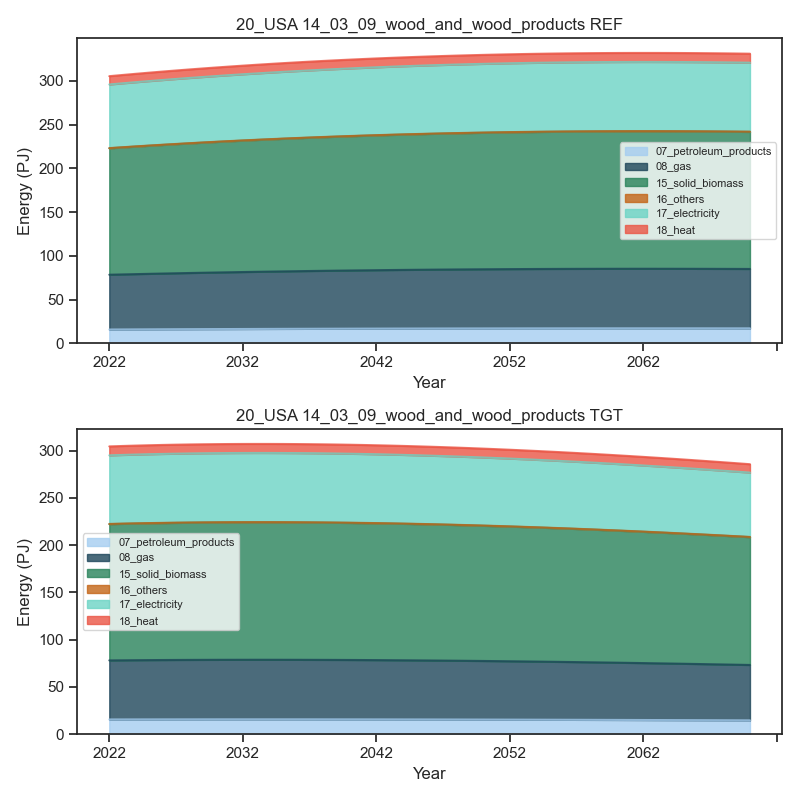 20_USA 14_03_09_wood_and_wood_products REF
Energy (PJ)
300
250
200
150
100
50
0
07_petroleum_products
08_gas
15_solid_biomass
16_others
17_electricity
18_heat
2022 2032 2042 2052 2062
Year
20_USA 14_03_09_wood_and_wood_products TGT
Energy (PJ)
300
250
200
150
100
50
0
07_petroleum_products
08_gas
15_solid_biomass
16_others
17_electricity
18_heat
2022 2032 2042 2052 2062
Year